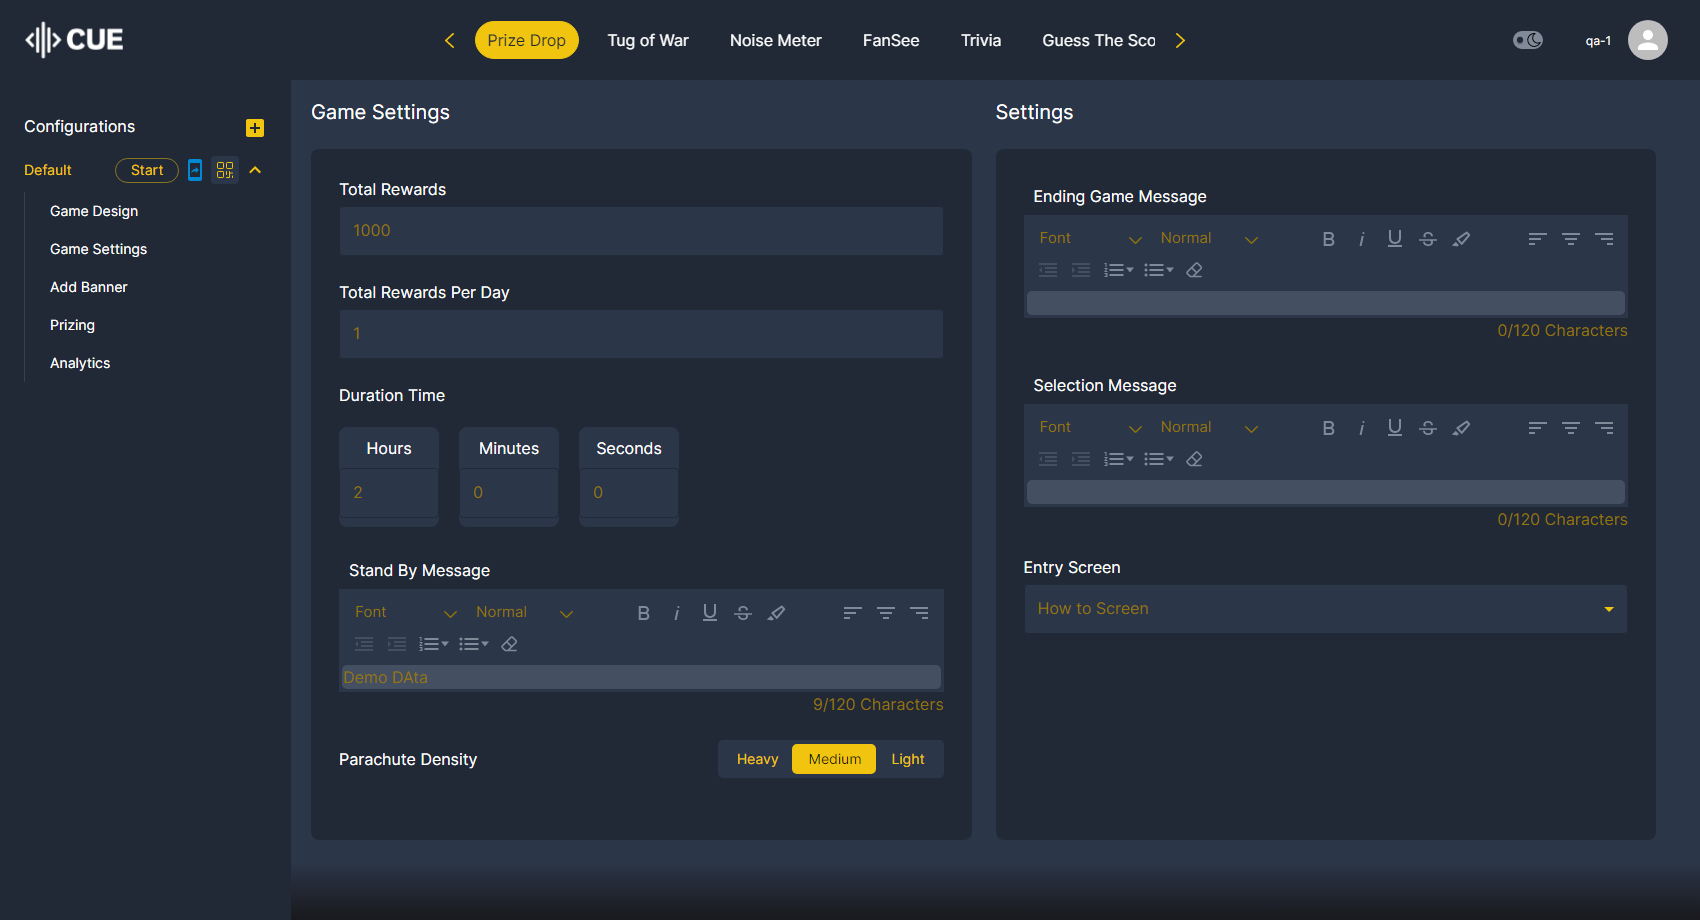 CUE
Prize Drop
Tug of War
Noise Meter
FanSee
Trivia
Guess The Sco
qa-1
Configurations
Default
Start
Game Design
Game Settings
Add Banner
Prizing
Analytics
Game Settings
Total Rewards
1000
Total Rewards Per Day
1
Duration Time
Hours
Minutes
Seconds
2
0
0
Stand By Message
Font
Normal
Demo DAta
9/120 Characters
Parachute Density
Heavy
Medium
Light
Settings
Ending Game Message
Font
Normal
0/120 Characters
Selection Message
Font
Normal
0/120 Characters
Entry Screen
How to Screen